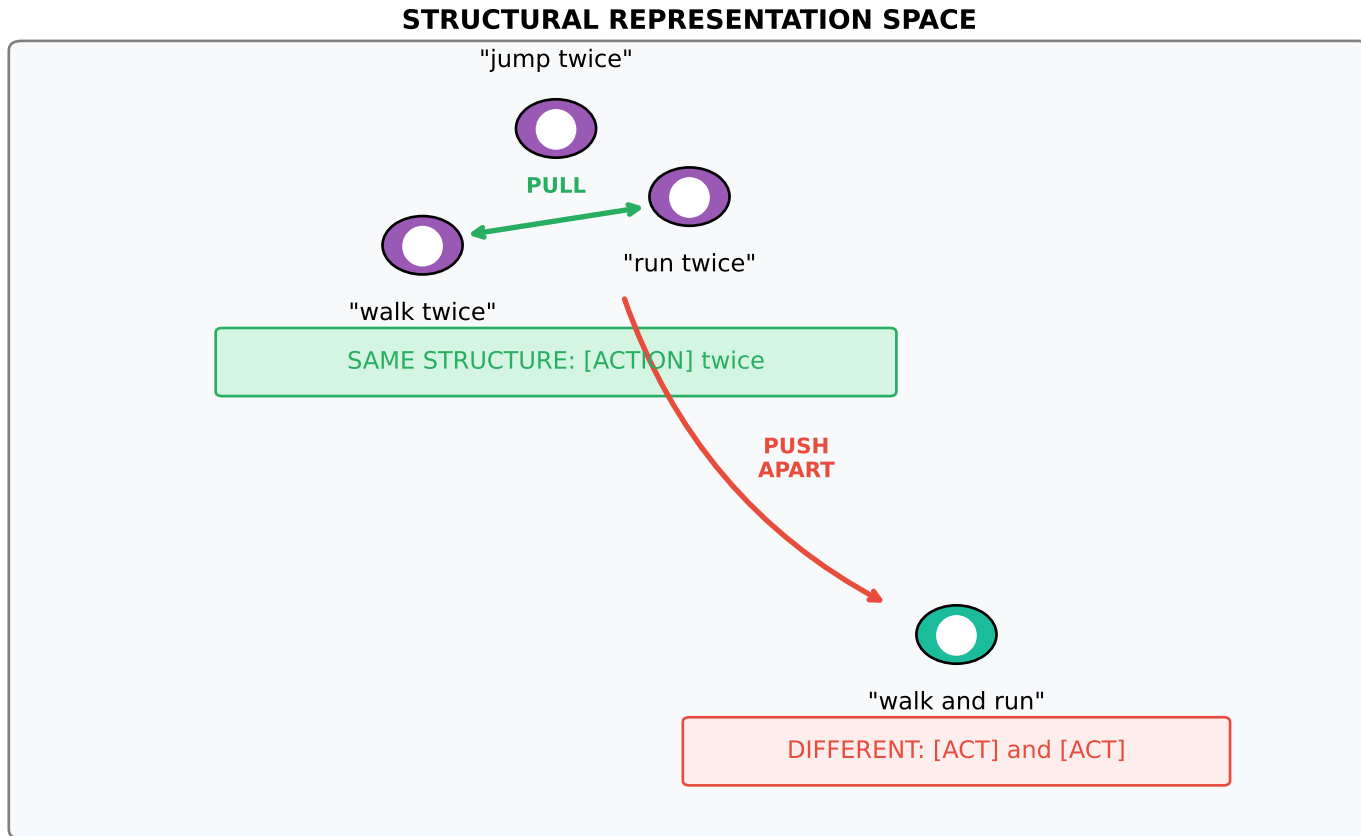 STRUCTURAL REPRESENTATION SPACE
"jump twice"
PULL
"run twice"
"walk twice"
SAME STRUCTURE: [ACTION] twice
PUSH
APART
"walk and run"
DIFFERENT: [ACT] and [ACT]